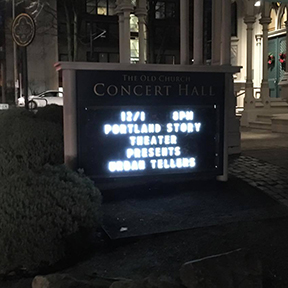 The Old Church
Concert Hall
12/1 8PM
PORTLAND STORY
THEATER
PRESENTS
URBAN TELLERS